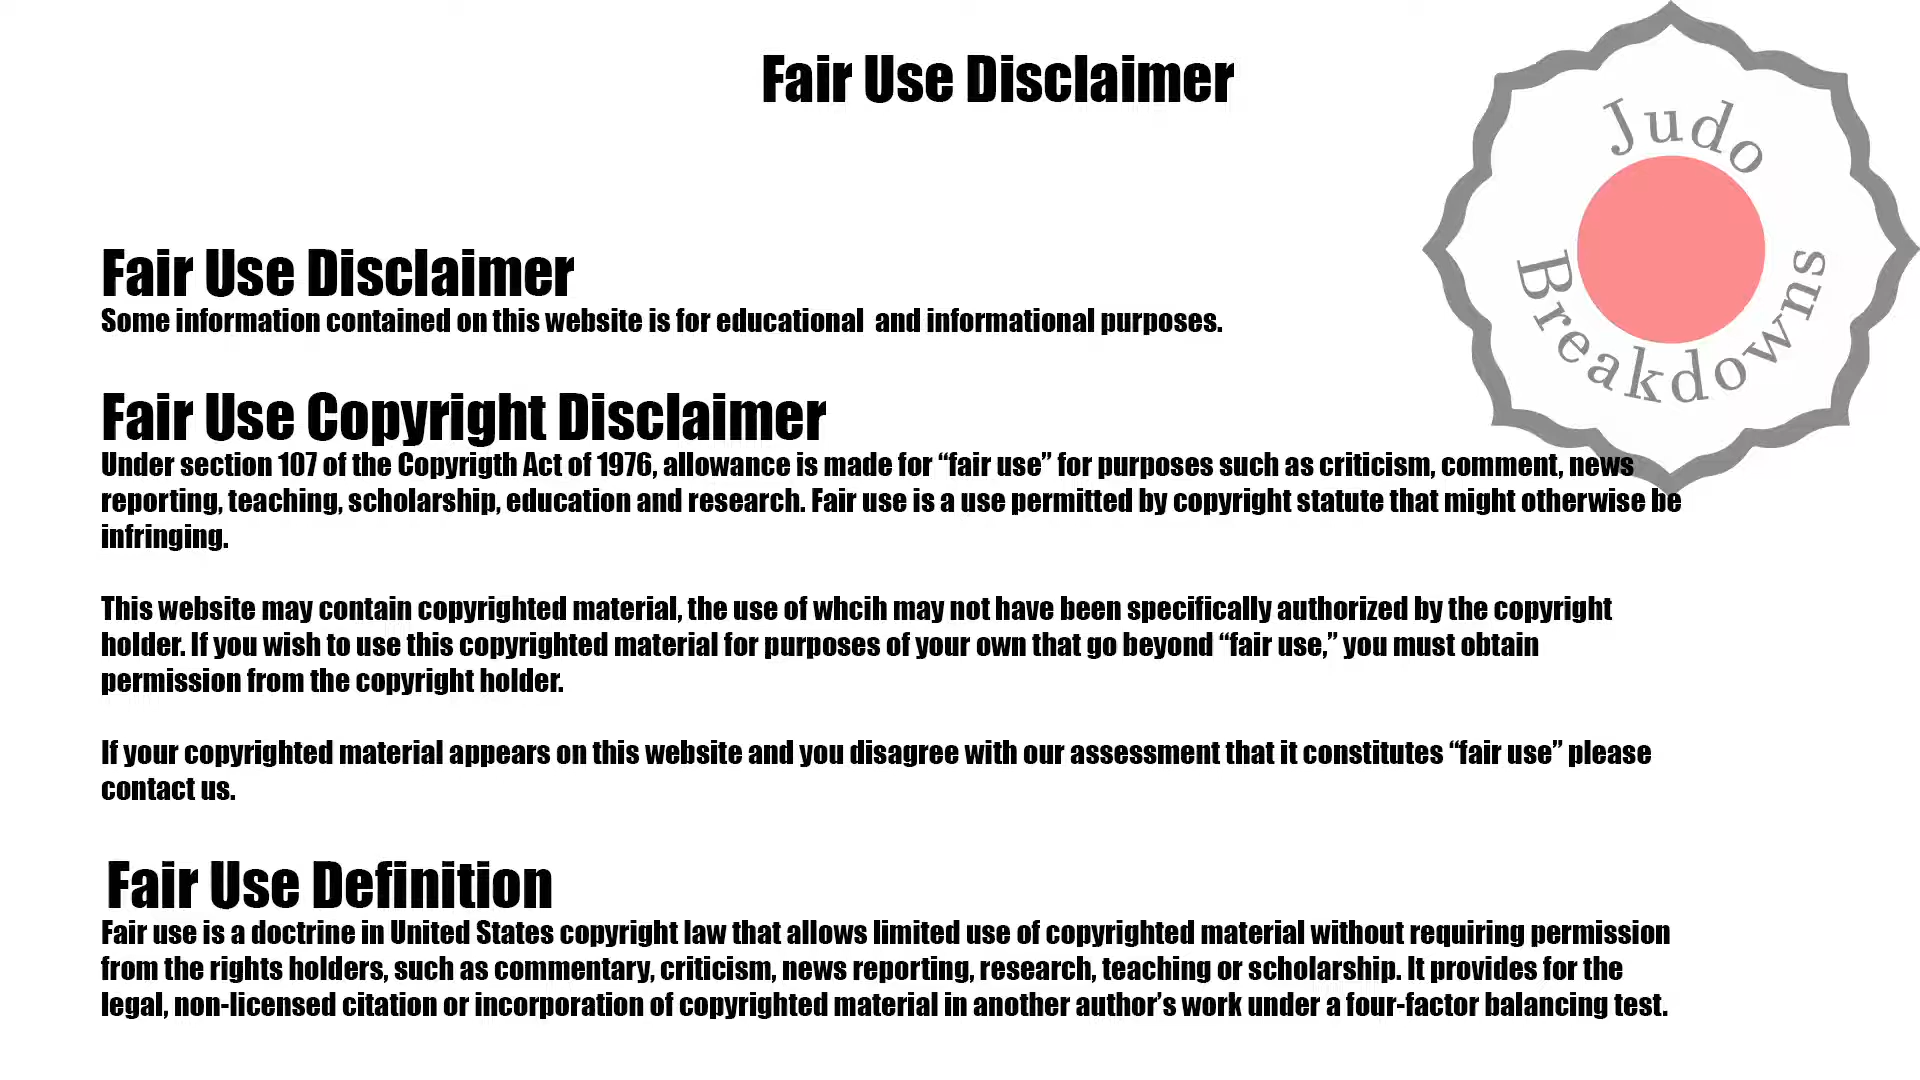 Fair Use Disclaimer
Judo
Breakdowns
Fair Use Disclaimer
Some information contained on this website is for educational  and informational purposes.
Fair Use Copyright Disclaimer
Under section 107 of the Copyrigth Act of 1976, allowance is made for “fair use” for purposes such as criticism, comment, news
reporting, teaching, scholarship, education and research. Fair use is a use permitted by copyright statute that might otherwise be
infringing.
This website may contain copyrighted material, the use of whcih may not have been specifically authorized by the copyright
holder. If you wish to use this copyrighted material for purposes of your own that go beyond “fair use,” you must obtain
permission from the copyright holder.
If your copyrighted material appears on this website and you disagree with our assessment that it constitutes “fair use” please
contact us.
Fair Use Definition
Fair use is a doctrine in United States copyright law that allows limited use of copyrighted material without requiring permission
from the rights holders, such as commentary, criticism, news reporting, research, teaching or scholarship. It provides for the
legal, non-licensed citation or incorporation of copyrighted material in another author’s work under a four-factor balancing test.